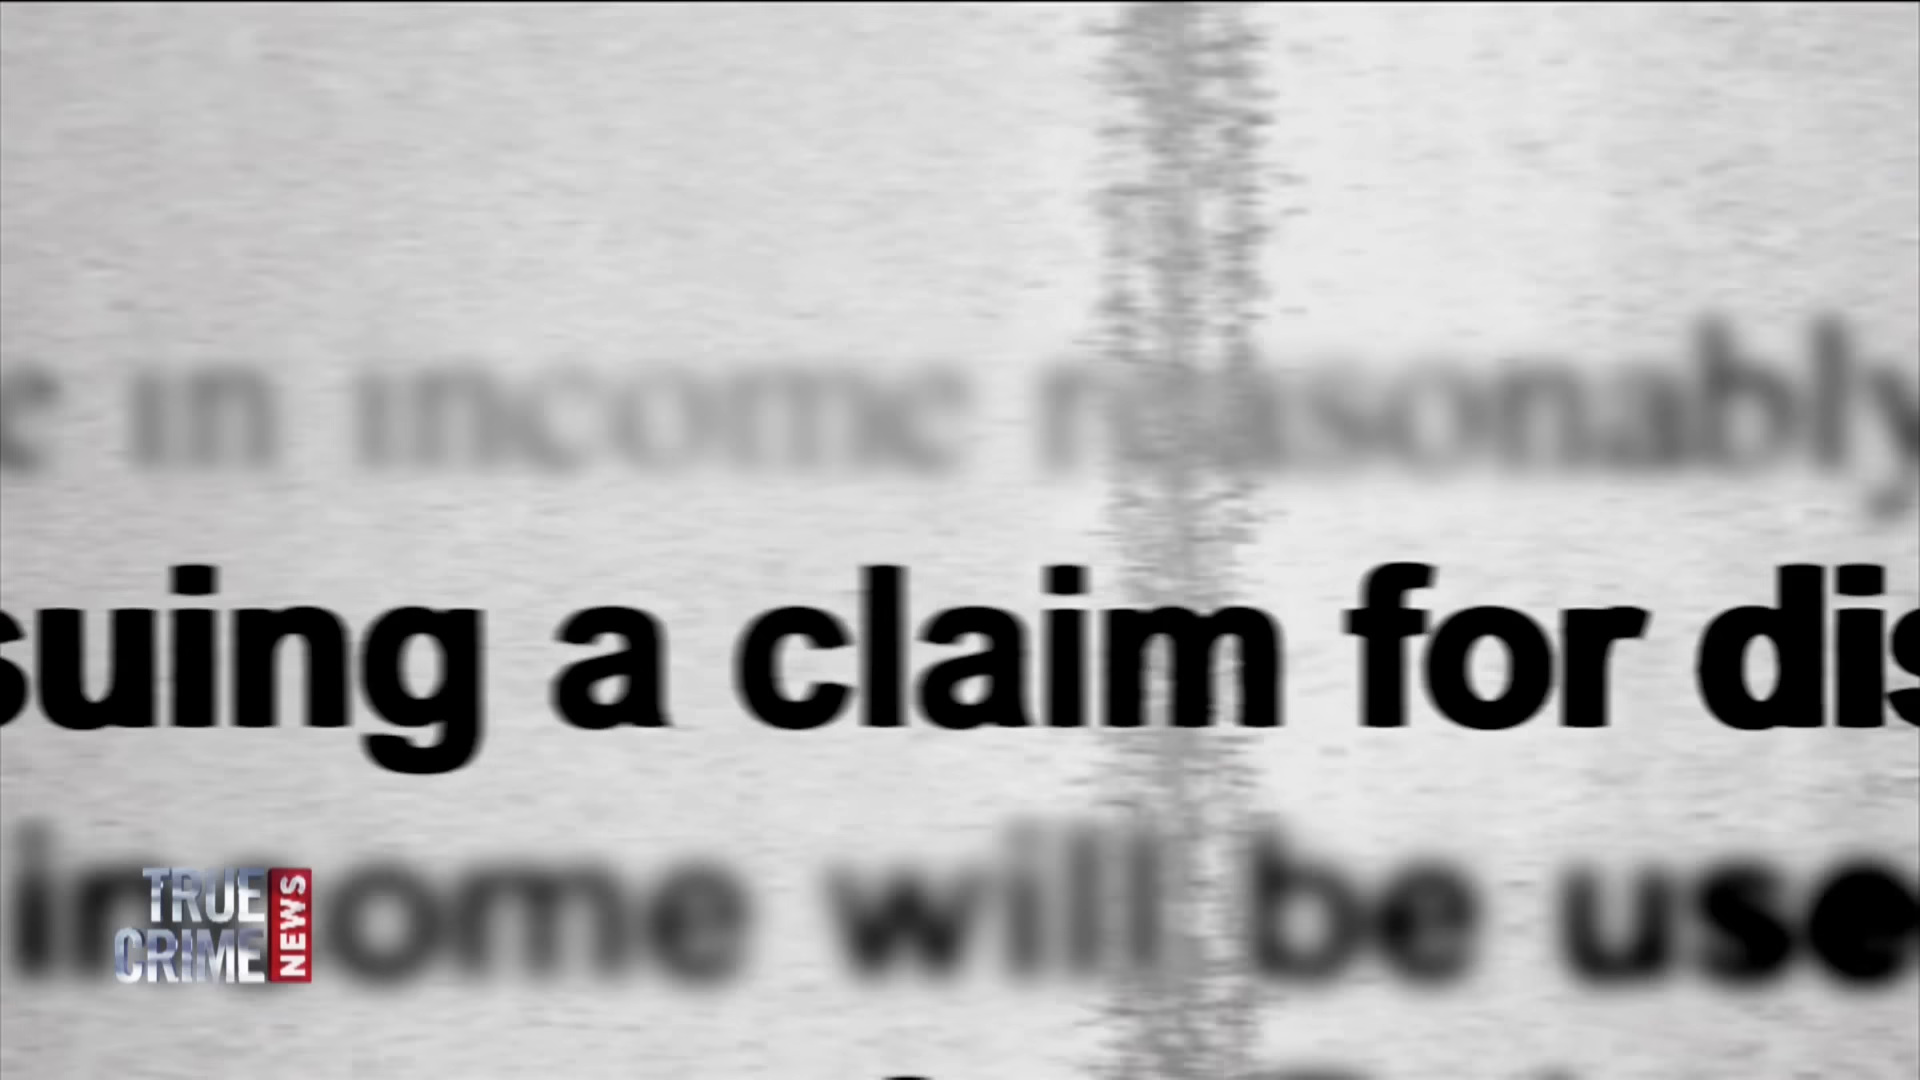 e in income reasonably
suing a claim for dis
income will be use
TRUE
CRIME
NEWS